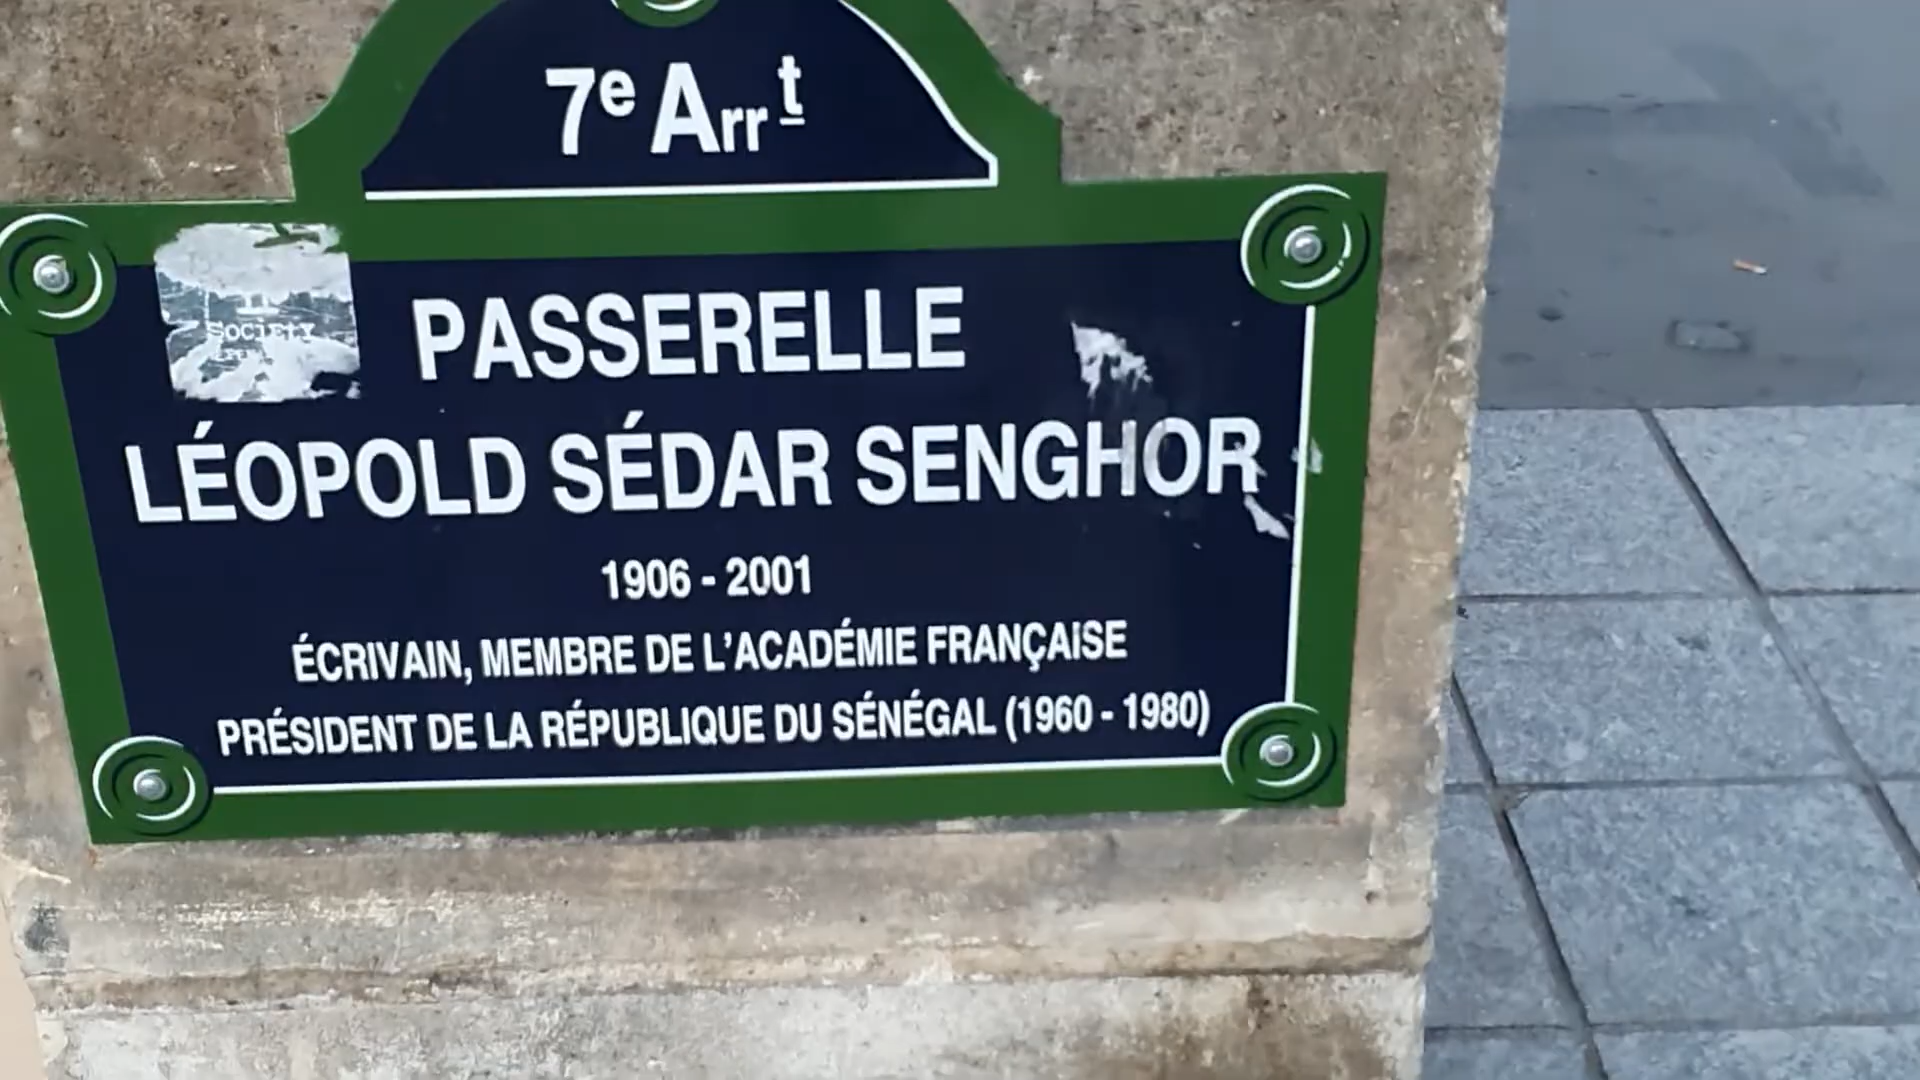 7e Arrt
Society
PASSERELLE
LÉOPOLD SÉDAR SENGHOR
1906 - 2001
ÉCRIVAIN, MEMBRE DE L'ACADÉMIE FRANÇAISE
PRÉSIDENT DE LA RÉPUBLIQUE DU SÉNÉGAL (1960 - 1980)